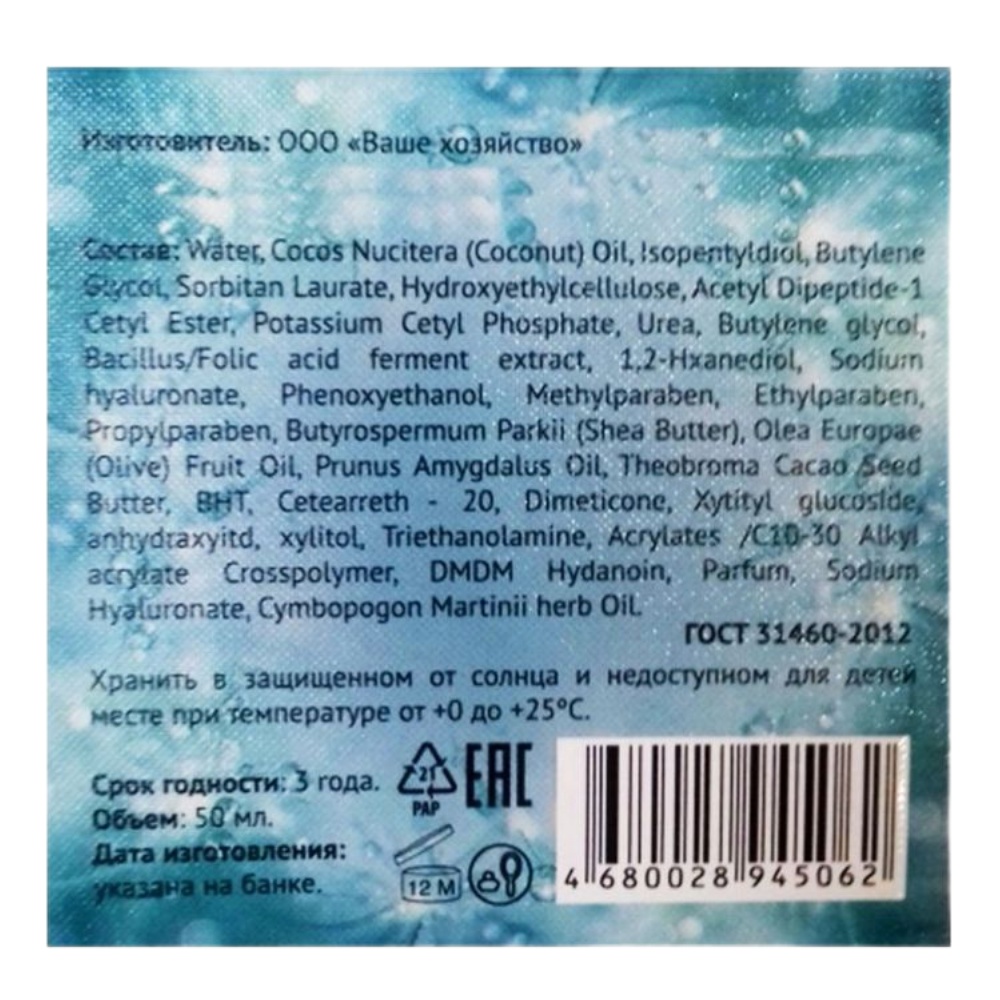 Изготовитель: ООО «Ваше хозяйство»
Состав: Water, Cocos Nucitera (Coconut) Oil, Isopentyldiol, Butylene
Glycol, Sorbitan Laurate, Hydroxyethylcellulose, Acetyl Dipeptide-1
Cetyl Ester, Potassium Cetyl Phosphate, Urea, Butylene glycol,
Bacillus/Folic acid ferment extract, 1,2-Hxanediol, Sodium
hyaluronate, Phenoxyethanol, Methylparaben, Ethylparaben,
Propylparaben, Butyrospermum Parkii (Shea Butter), Olea Europae
(Olive) Fruit Oil, Prunus Amygdalus Oil, Theobroma Cacao Seed
Butter, BHT, Cetearreth - 20, Dimeticone, Xytityl glucoside,
anhydraxyitd, xylitol, Triethanolamine, Acrylates /C10-30 Alkyl
acrylate Crosspolymer, DMDM Hydanoin, Parfum, Sodium
Hyaluronate, Cymbopogon Martinii herb Oil.
ГОСТ 31460-2012
Хранить в защищенном от солнца и недоступном для детей
месте при температуре от +0 до +25°С.
Срок годности: 3 года.
Объем: 50 мл.
Дата изготовления:
указана на банке.
21
PAP
EAC
12 M
4 680028 945062